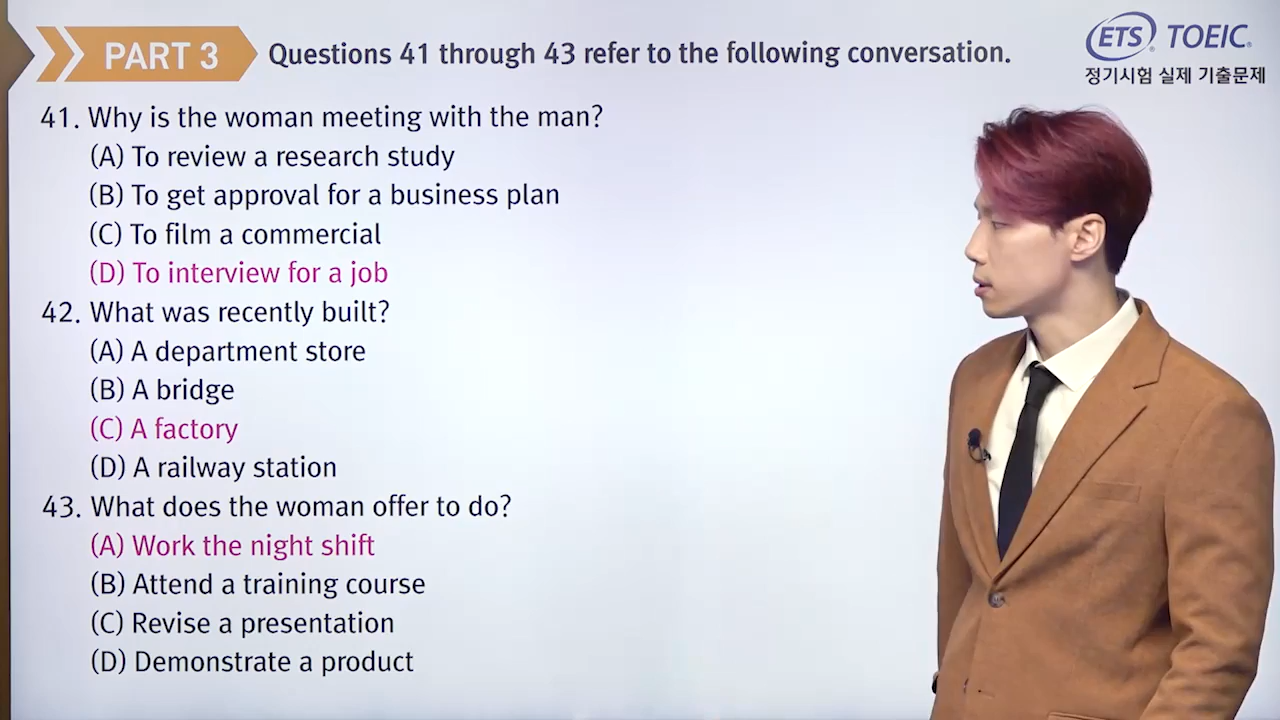 PART 3 Questions 41 through 43 refer to the following conversation.
ETS® TOEIC®
정기시험 실제 기출문제
41. Why is the woman meeting with the man?
(A) To review a research study
(B) To get approval for a business plan
(C) To film a commercial
(D) To interview for a job
42. What was recently built?
(A) A department store
(B) A bridge
(C) A factory
(D) A railway station
43. What does the woman offer to do?
(A) Work the night shift
(B) Attend a training course
(C) Revise a presentation
(D) Demonstrate a product